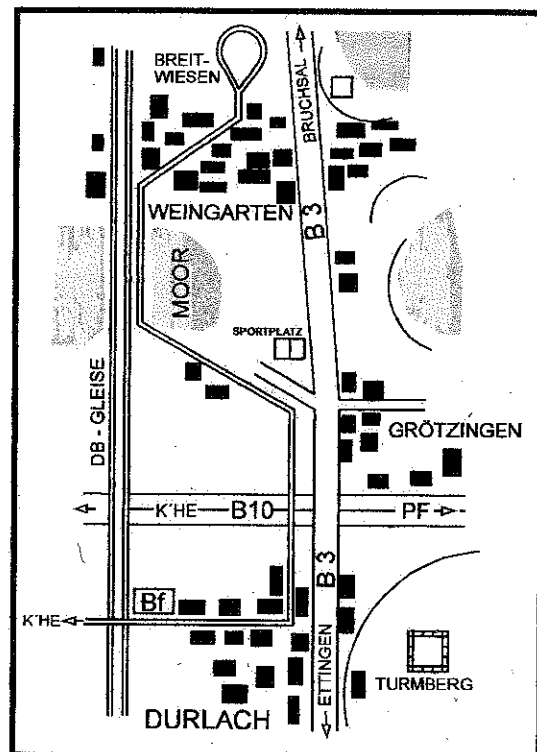 BREIT-
WIESEN
BRUCHSAL
WEINGARTEN
B 3
MOOR
SPORTPLATZ
DB - GLEISE
GRÖTZINGEN
K'HE B10 PF
Bf
B 3
K'HE
ETTINGEN
TURMBERG
DURLACH